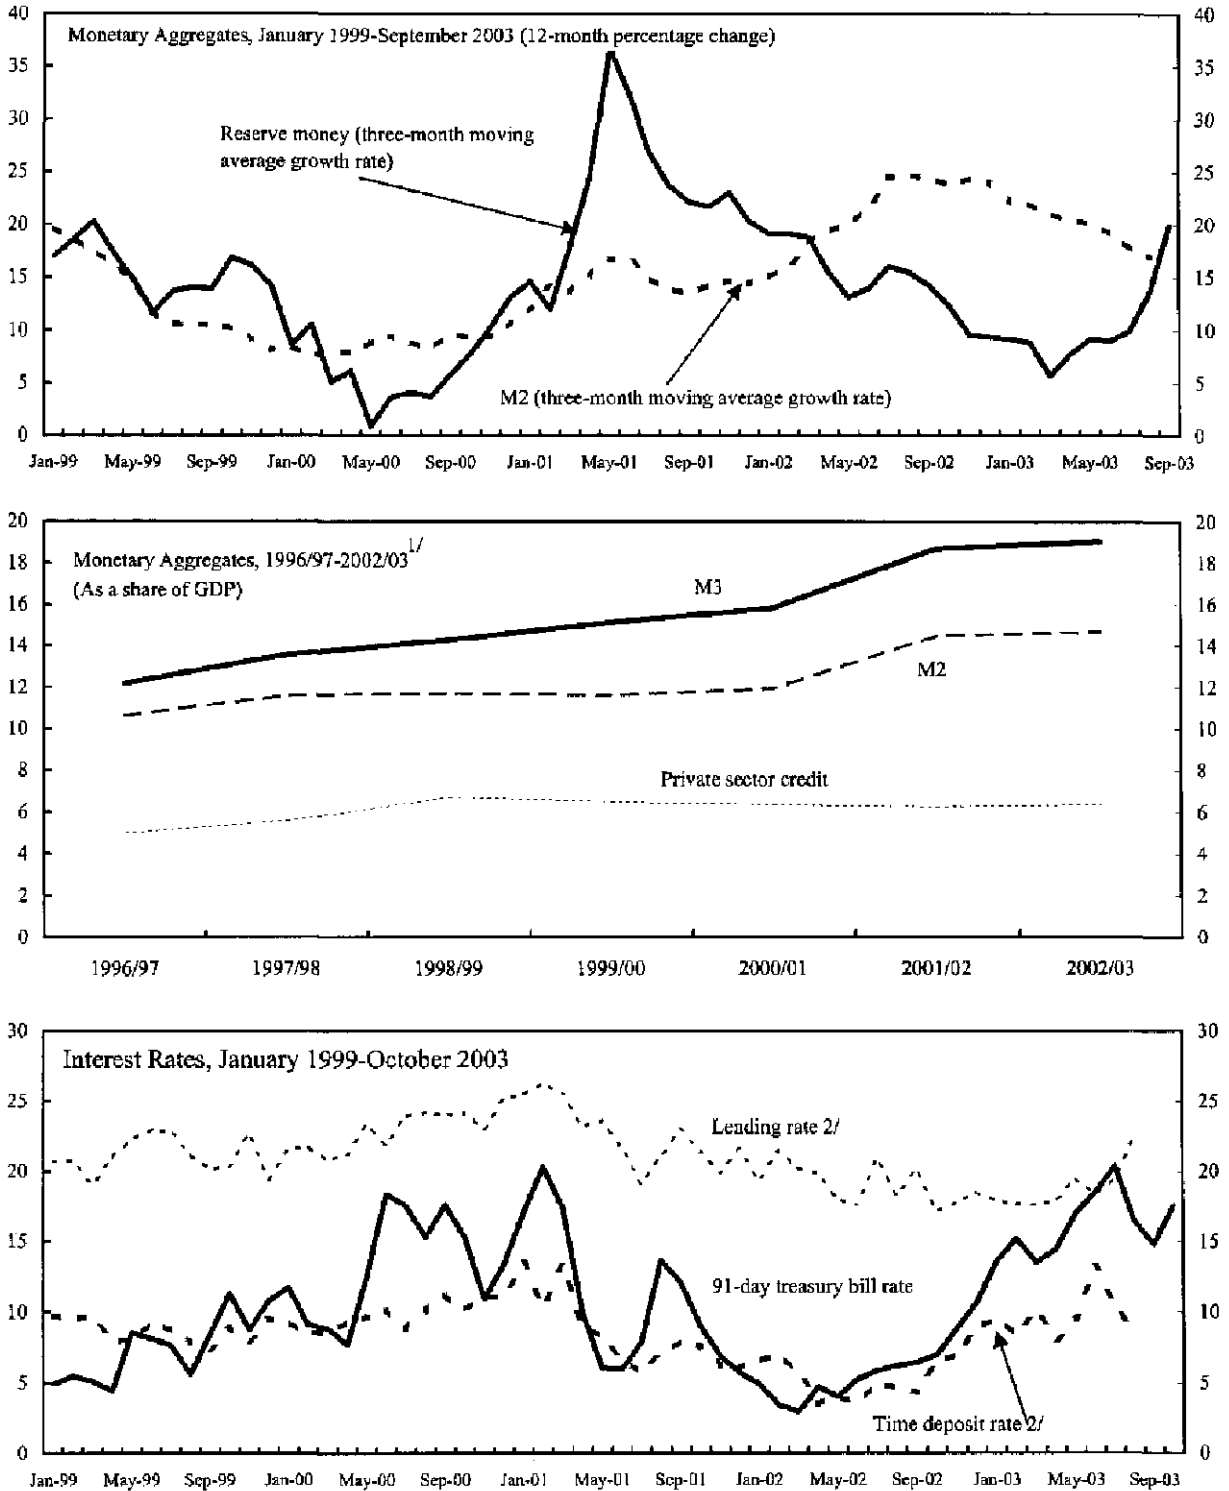 40 40
Monetary Aggregates, January 1999-September 2003 (12-month percentage change)
35 35
30 30
Reserve money (three-month moving
average growth rate)
25 25
20 20
15 15
10 10
5 5
M2 (three-month moving average growth rate)
0 0
Jan-99 May-99 Sep-99 Jan-00 May-00 Sep-00 Jan-01 May-01 Sep-01 Jan-02 May-02 Sep-02 Jan-03 May-03 Sep-03
20 20
Monetary Aggregates, 1996/97-2002/03 1/
(As a share of GDP)
18 18
M3
16 16
14 14
M2
12 12
10 10
8 8
Private sector credit
6 6
4 4
2 2
0 0
1996/97 1997/98 1998/99 1999/00 2000/01 2001/02 2002/03
30 30
Interest Rates, January 1999-October 2003
25 25
Lending rate 2/
20 20
15 15
91-day treasury bill rate
10 10
5 5
Time deposit rate 2/
0 0
Jan-99 May-99 Sep-99 Jan-00 May-00 Sep-00 Jan-01 May-01 Sep-01 Jan-02 May-02 Sep-02 Jan-03 May-03 Sep-03